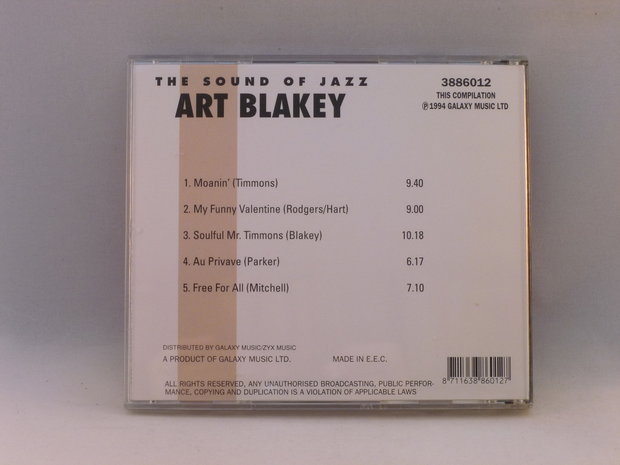 THE SOUND OF JAZZ
ART BLAKEY
3886012
THIS COMPILATION
℗ 1994 GALAXY MUSIC LTD
1. Moanin' (Timmons) 9.40
2. My Funny Valentine (Rodgers/Hart) 9.00
3. Soulful Mr. Timmons (Blakey) 10.18
4. Au Privave (Parker) 6.17
5. Free For All (Mitchell) 7.10
DISTRIBUTED BY GALAXY MUSIC/ZYX MUSIC
A PRODUCT OF GALAXY MUSIC LTD. MADE IN E.E.C.
ALL RIGHTS RESERVED, ANY UNAUTHORISED BROADCASTING, PUBLIC PERFOR-
MANCE, COPYING AND DUPLICATION IS A VIOLATION OF APPLICABLE LAWS
8 711638 860127